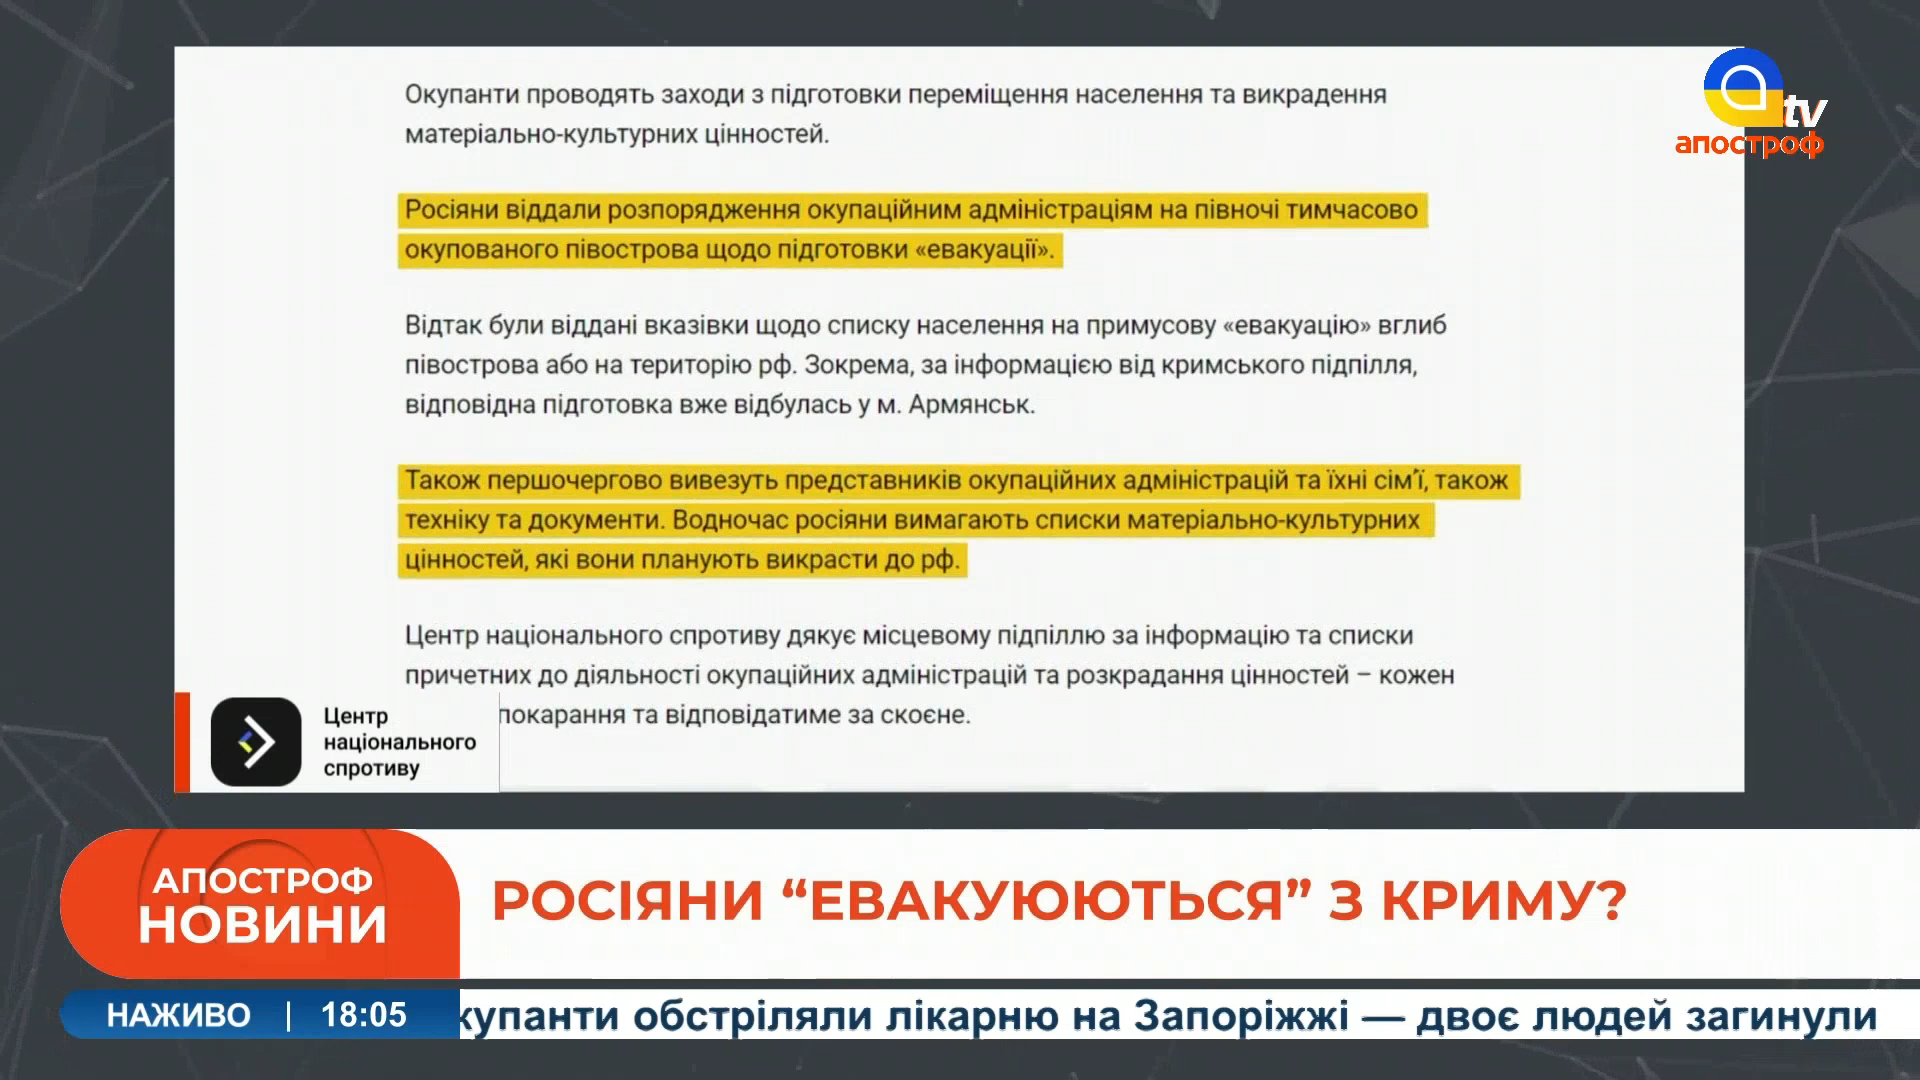 Окупанти проводять заходи з підготовки переміщення населення та викрадення
матеріально-культурних цінностей.
Росіяни віддали розпорядження окупаційним адміністраціям на півночі тимчасово
окупованого півострова щодо підготовки «евакуації».
Відтак були віддані вказівки щодо списку населення на примусову «евакуацію» вглиб
півострова або на територію рф. Зокрема, за інформацією від кримського підпілля,
відповідна підготовка вже відбулась у м. Армянськ.
Також першочергово вивезуть представників окупаційних адміністрацій та їхні сім’ї, також
техніку та документи. Водночас росіяни вимагають списки матеріально-культурних
цінностей, які вони планують викрасти до рф.
Центр національного спротиву дякує місцевому підпіллю за інформацію та списки
причетних до діяльності окупаційних адміністрацій та розкрадання цінностей – кожен
покарання та відповідатиме за скоєне.
Центр
національного
спротиву
tv
апостроф
АПОСТРОФ
НОВИНИ
РОСІЯНИ “ЕВАКУЮЮТЬСЯ” З КРИМУ?
НАЖИВО | 18:05
купанти обстріляли лікарню на Запоріжжі — двоє людей загинули